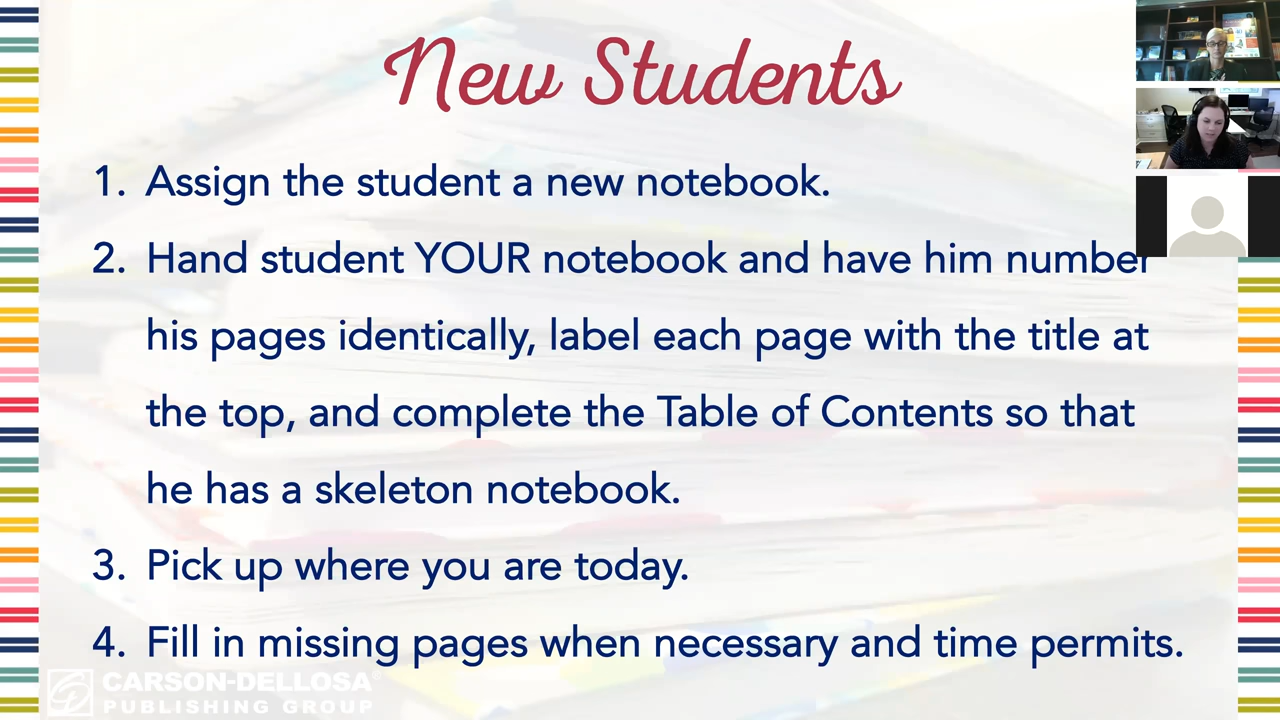 New Students
1. Assign the student a new notebook.
2. Hand student YOUR notebook and have him number
his pages identically, label each page with the title at
the top, and complete the Table of Contents so that
he has a skeleton notebook.
3. Pick up where you are today.
4. Fill in missing pages when necessary and time permits.
CARSON-DELLOSA
PUBLISHING GROUP